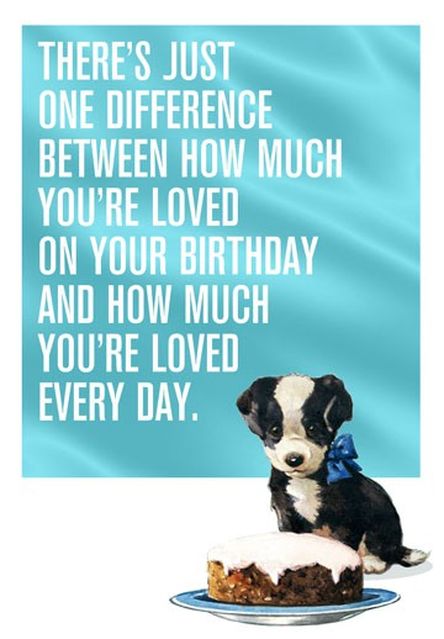 THERE'S JUST
ONE DIFFERENCE
BETWEEN HOW MUCH
YOU'RE LOVED
ON YOUR BIRTHDAY
AND HOW MUCH
YOU'RE LOVED
EVERY DAY.